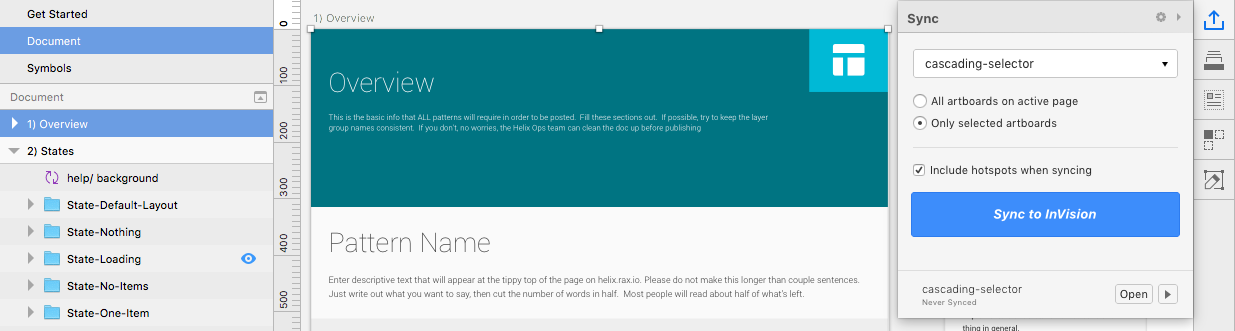 Get Started
Document
Symbols
Document
1) Overview
2) States
help/ background
State-Default-Layout
State-Nothing
State-Loading
State-No-Items
State-One-Item
0
100
200
300
400
500
1) Overview
Overview
This is the basic info that ALL patterns will require in order to be posted. Fill these sections out. If possible, try to keep the layer
group names consistent. If you don't, no worries, the Helix Ops team can clean the doc up before publishing
Pattern Name
Enter descriptive text that will appear at the tippy top of the page on helix.rax.io. Please do not make this longer than couple sentences.
Just write out what you want to say, then cut the number of words in half. Most people will read about half of what's left.
Sync
cascading-selector
All artboards on active page
Only selected artboards
Include hotspots when syncing
Sync to InVision
cascading-selector
Never Synced
Open
thing in general.